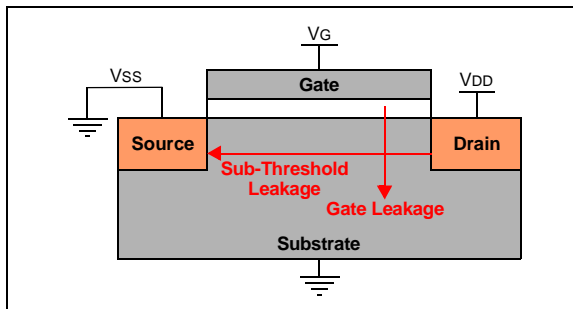 VG
VSS
Gate
VDD
Source
Drain
Sub-Threshold
Leakage
Gate Leakage
Substrate